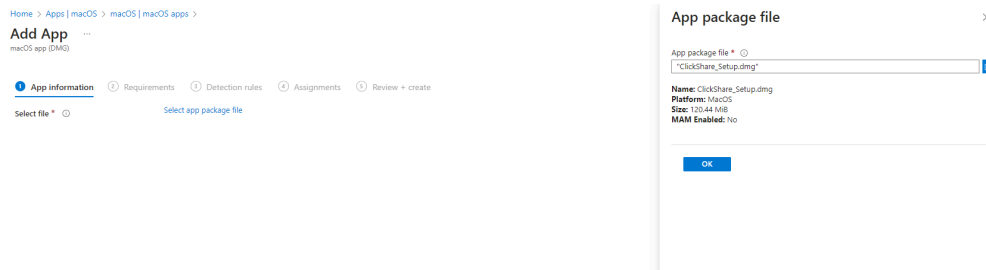 Home > Apps | macOS > macOS | macOS apps >
Add App ...
macOS app (DMG)
1 App information 2 Requirements 3 Detection rules 4 Assignments 5 Review + create
Select file * Select app package file
App package file
App package file *
"ClickShare_Setup.dmg"
Name: ClickShare_Setup.dmg
Platform: MacOS
Size: 120.44 MiB
MAM Enabled: No
OK